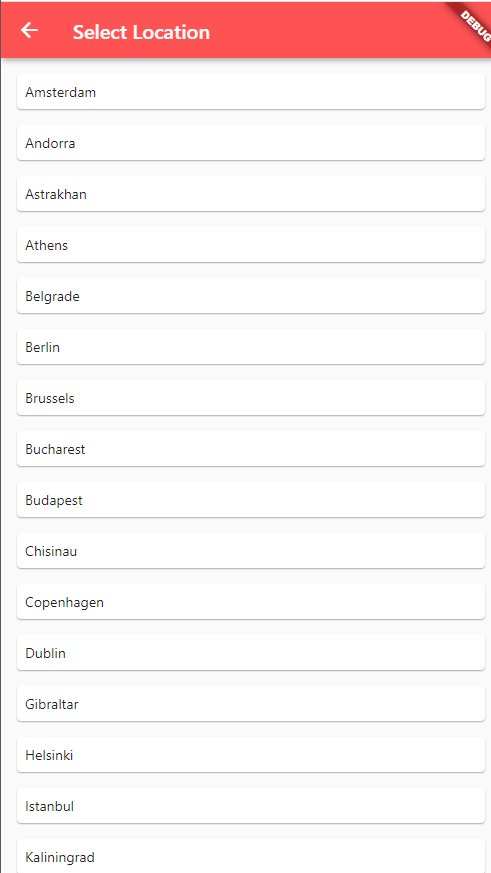 Select Location
DEBUG
Amsterdam
Andorra
Astrakhan
Athens
Belgrade
Berlin
Brussels
Bucharest
Budapest
Chisinau
Copenhagen
Dublin
Gibraltar
Helsinki
Istanbul
Kaliningrad